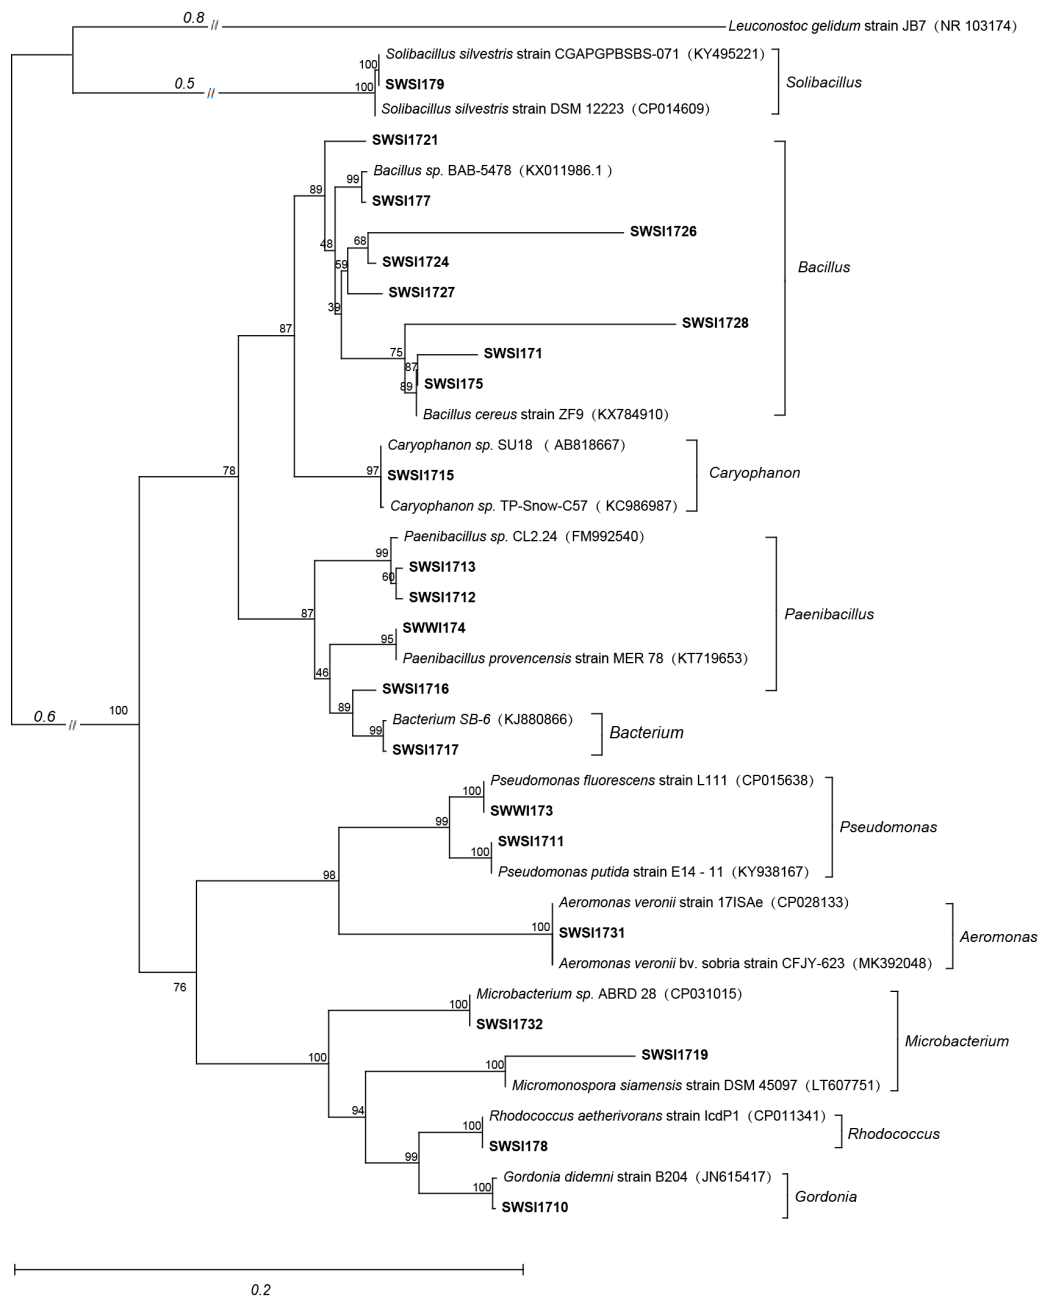 0.8 // Leuconostoc gelidum strain JB7（NR 103174）
Solibacillus silvestris strain CGAPGPBSBS-071（KY495221）
100
SWSI179
Solibacillus
0.5 // 100
Solibacillus silvestris strain DSM 12223（CP014609）
SWSI1721
Bacillus sp. BAB-5478（KX011986.1 ）
99
89
SWSI177
SWSI1726
68
48
SWSI1724
59
Bacillus
SWSI1727
39
SWSI1728
87
75
SWSI171
87
SWSI175
89
Bacillus cereus strain ZF9（KX784910）
Caryophanon sp. SU18 （ AB818667）
78
97
SWSI1715
Caryophanon
Caryophanon sp. TP-Snow-C57（ KC986987）
Paenibacillus sp. CL2.24（FM992540）
99
SWSI1713
60
SWSI1712
87
Paenibacillus
SWWI174
95
Paenibacillus provencensis strain MER 78（KT719653）
46
SWSI1716
89
0.6 // 100
Bacterium SB-6（KJ880866）
99
Bacterium
SWSI1717
Pseudomonas fluorescens strain L111（CP015638）
100
SWWI173
99
Pseudomonas
SWSI1711
100
Pseudomonas putida strain E14 - 11（KY938167）
98
Aeromonas veronii strain 17ISAe（CP028133）
100
SWSI1731
Aeromonas
Aeromonas veronii bv. sobria strain CFJY-623（MK392048）
76
Microbacterium sp. ABRD 28（CP031015）
100
SWSI1732
Microbacterium
100
SWSI1719
100
Micromonospora siamensis strain DSM 45097（LT607751）
94
Rhodococcus aetherivorans strain IcdP1（CP011341）
100
Rhodococcus
SWSI178
99
Gordonia didemni strain B204（JN615417）
100
Gordonia
SWSI1710
0.2